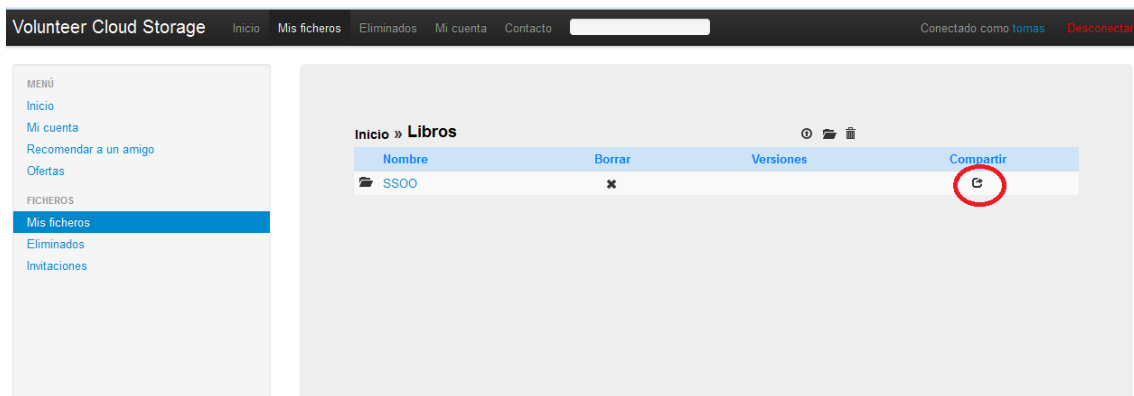 Volunteer Cloud Storage Inicio Mis ficheros Eliminados Mi cuenta Contacto Conectado como tomas Desconectar
MENÚ
Inicio
Mi cuenta
Recomendar a un amigo
Ofertas
FICHEROS
Mis ficheros
Eliminados
Invitaciones
Inicio » Libros
Nombre Borrar Versiones Compartir
SSOO